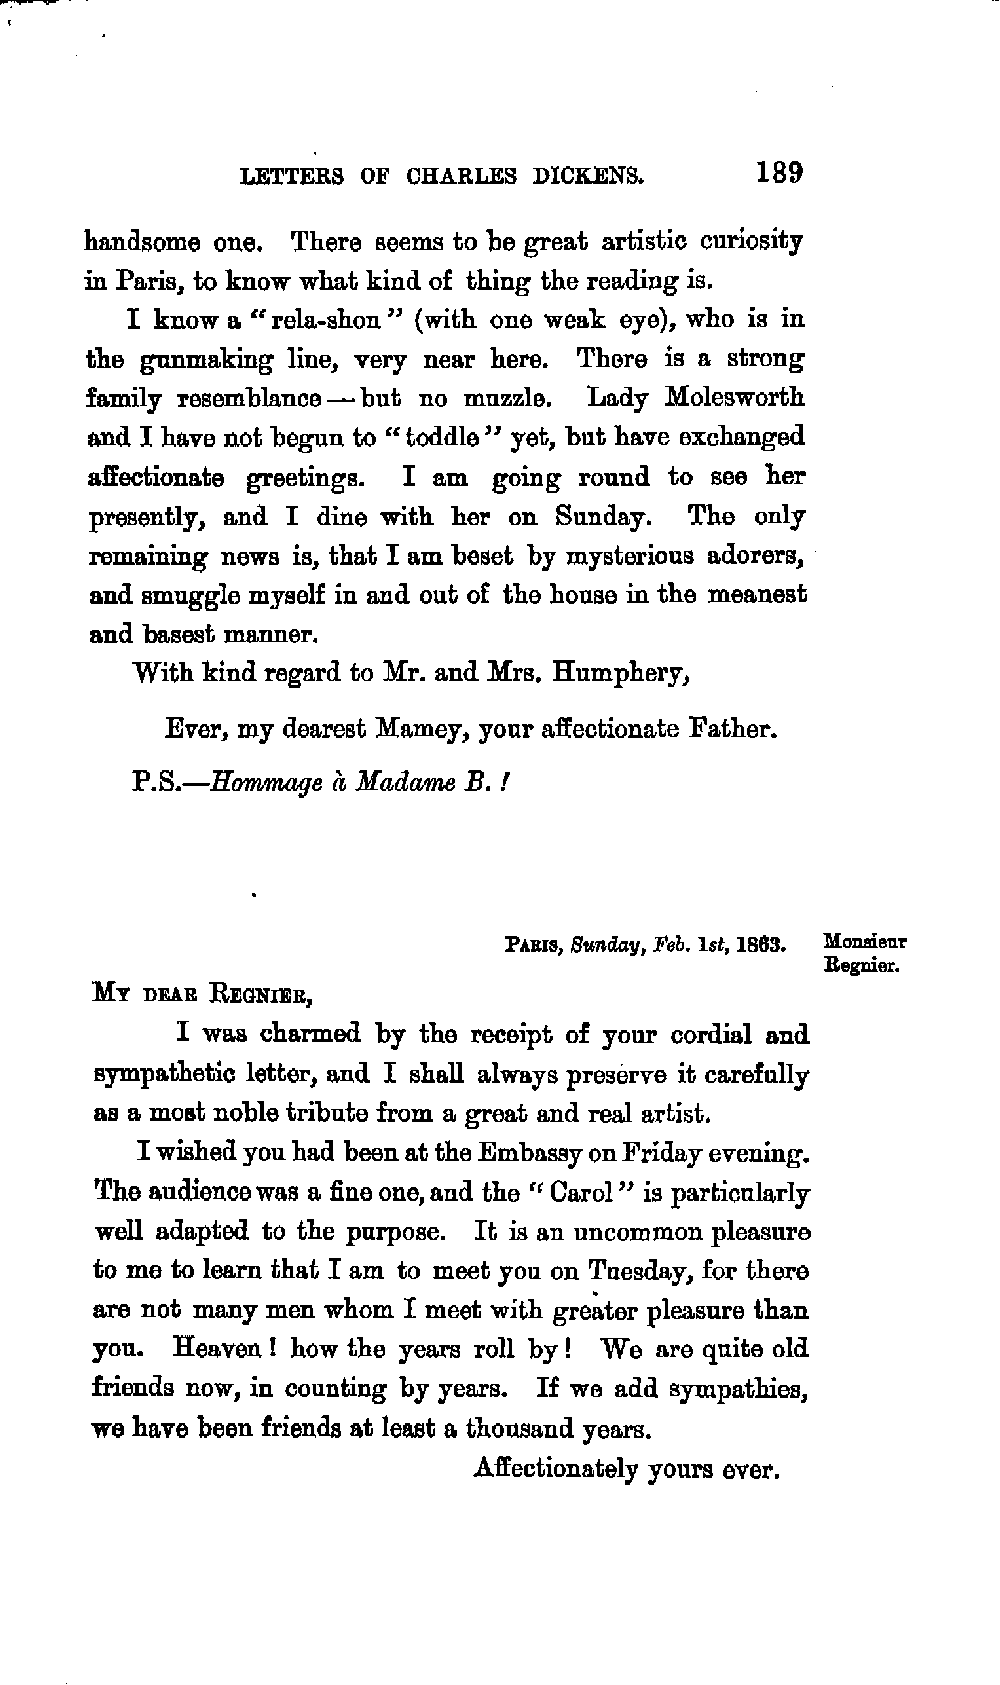 LETTERS OF CHARLES DICKENS. 189
handsome one. There seems to be great artistic curiosity
in Paris, to know what kind of thing the reading is.
I know a “rela-shon” (with one weak eye), who is in
the gunmaking line, very near here. There is a strong
family resemblance—but no muzzle. Lady Molesworth
and I have not begun to “toddle” yet, but have exchanged
affectionate greetings. I am going round to see her
presently, and I dine with her on Sunday. The only
remaining news is, that I am beset by mysterious adorers,
and smuggle myself in and out of the house in the meanest
and basest manner.
With kind regard to Mr. and Mrs. Humphery,
Ever, my dearest Mamey, your affectionate Father.
P.S.—Hommage à Madame B. !
PARIS, Sunday, Feb. 1st, 1863. Monsieur
Regnier.
MY DEAR REGNIER,
I was charmed by the receipt of your cordial and
sympathetic letter, and I shall always preserve it carefully
as a most noble tribute from a great and real artist.
I wished you had been at the Embassy on Friday evening.
The audience was a fine one, and the “Carol” is particularly
well adapted to the purpose. It is an uncommon pleasure
to me to learn that I am to meet you on Tuesday, for there
are not many men whom I meet with greater pleasure than
you. Heaven! how the years roll by! We are quite old
friends now, in counting by years. If we add sympathies,
we have been friends at least a thousand years.
Affectionately yours ever.